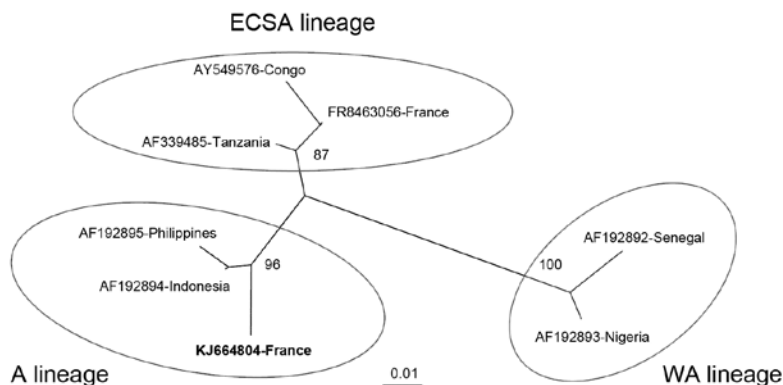 ECSA lineage
AY549576-Congo
FR8463056-France
AF339485-Tanzania
87
AF192895-Philippines
96
AF192894-Indonesia
KJ664804-France
A lineage
AF192892-Senegal
100
AF192893-Nigeria
WA lineage
0.01